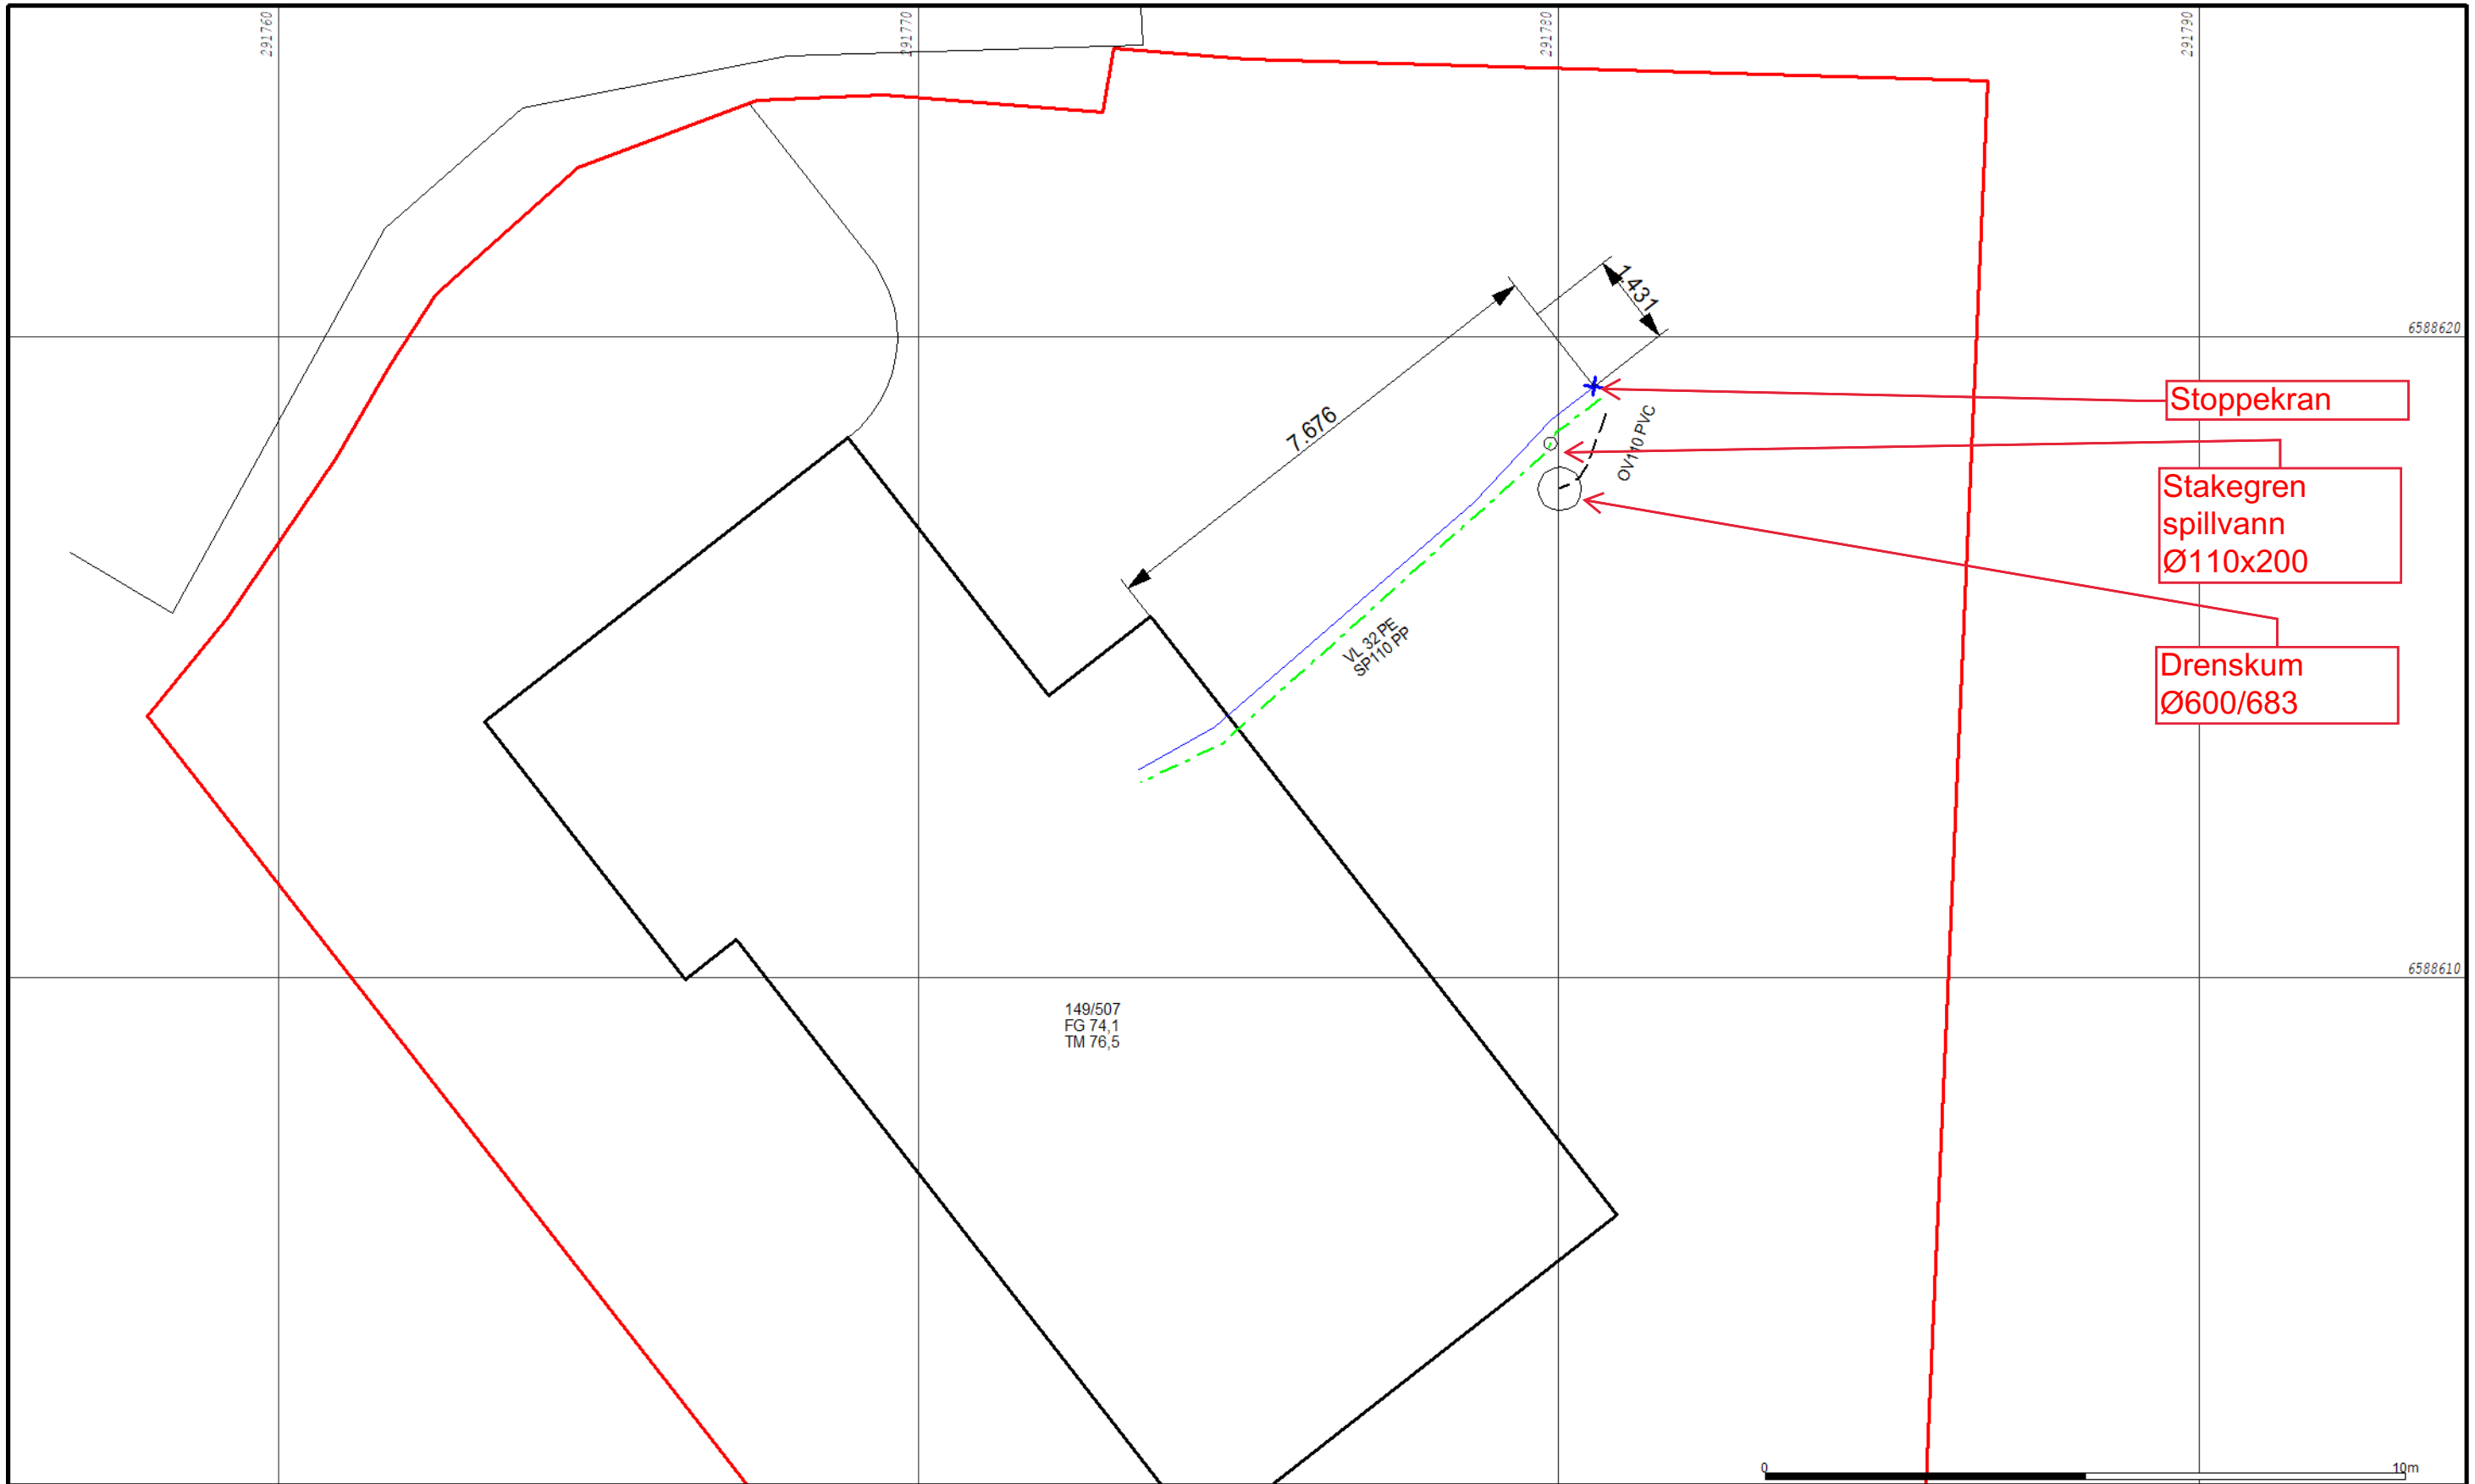 291760
291770
291780
291790
1.431
6588620
Stoppekran
7.676
OV110 PVC
Stakegren
spillvann
Ø110x200
VL 32 PE
SP110 PP
Drenskum
Ø600/683
6588610
149/507
FG 74,1
TM 76,5
0
10m